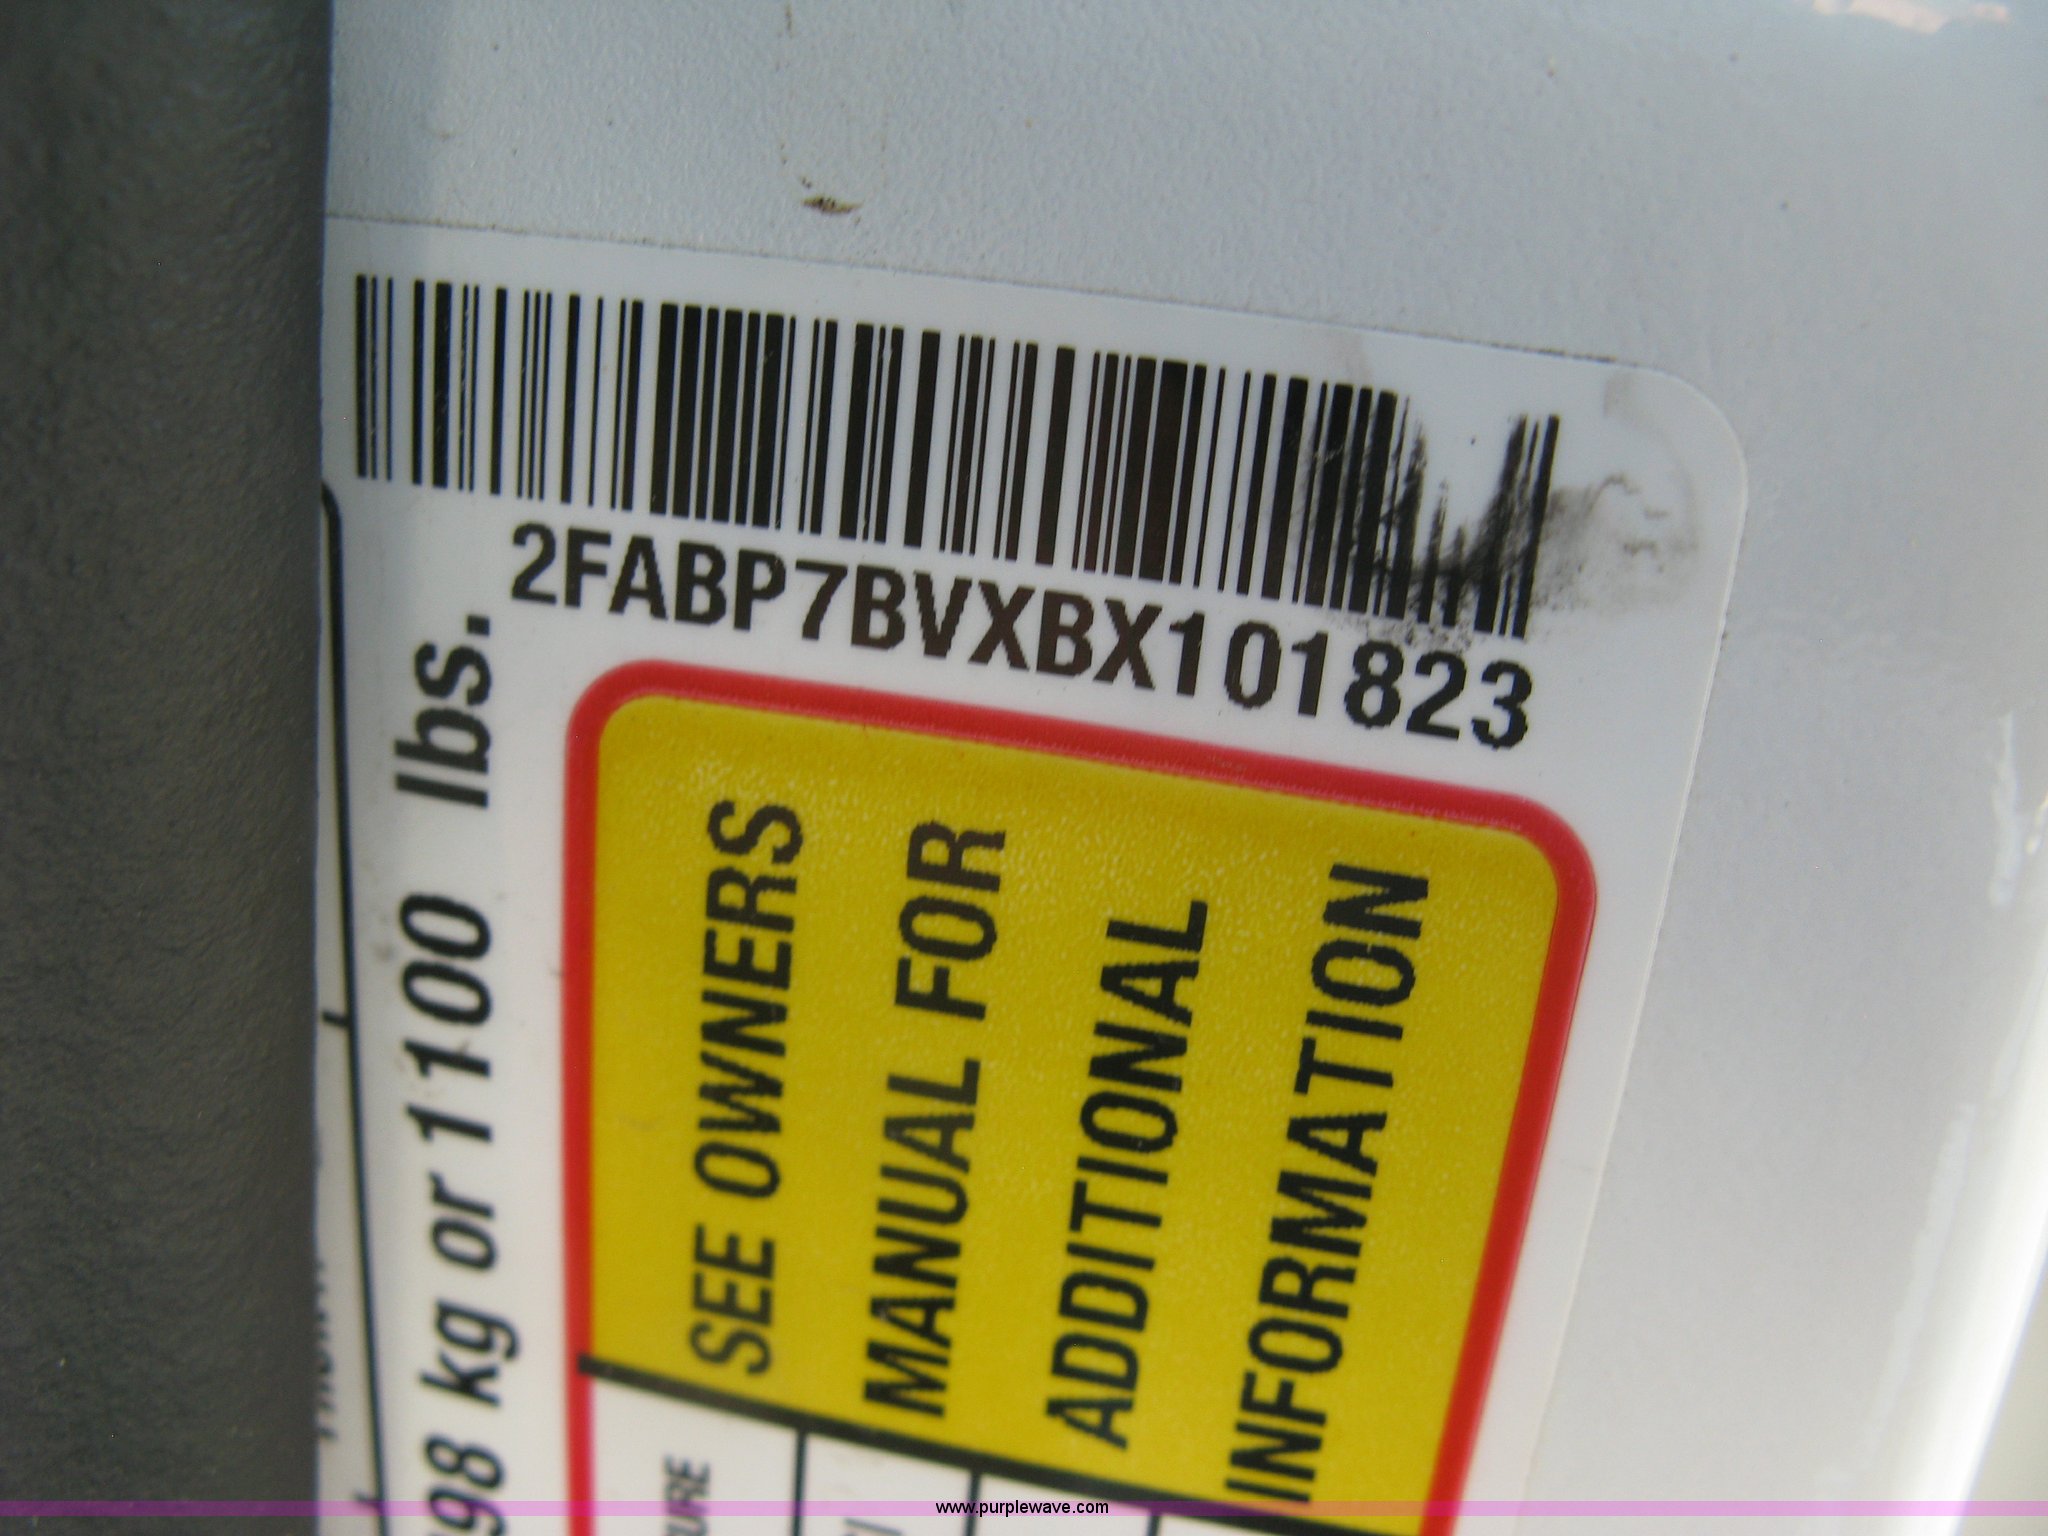 2FABP7BVXBX101823
98 kg or 1100 lbs.
SEE OWNERS
MANUAL FOR
ADDITIONAL
INFORMATION
www.purplewave.com